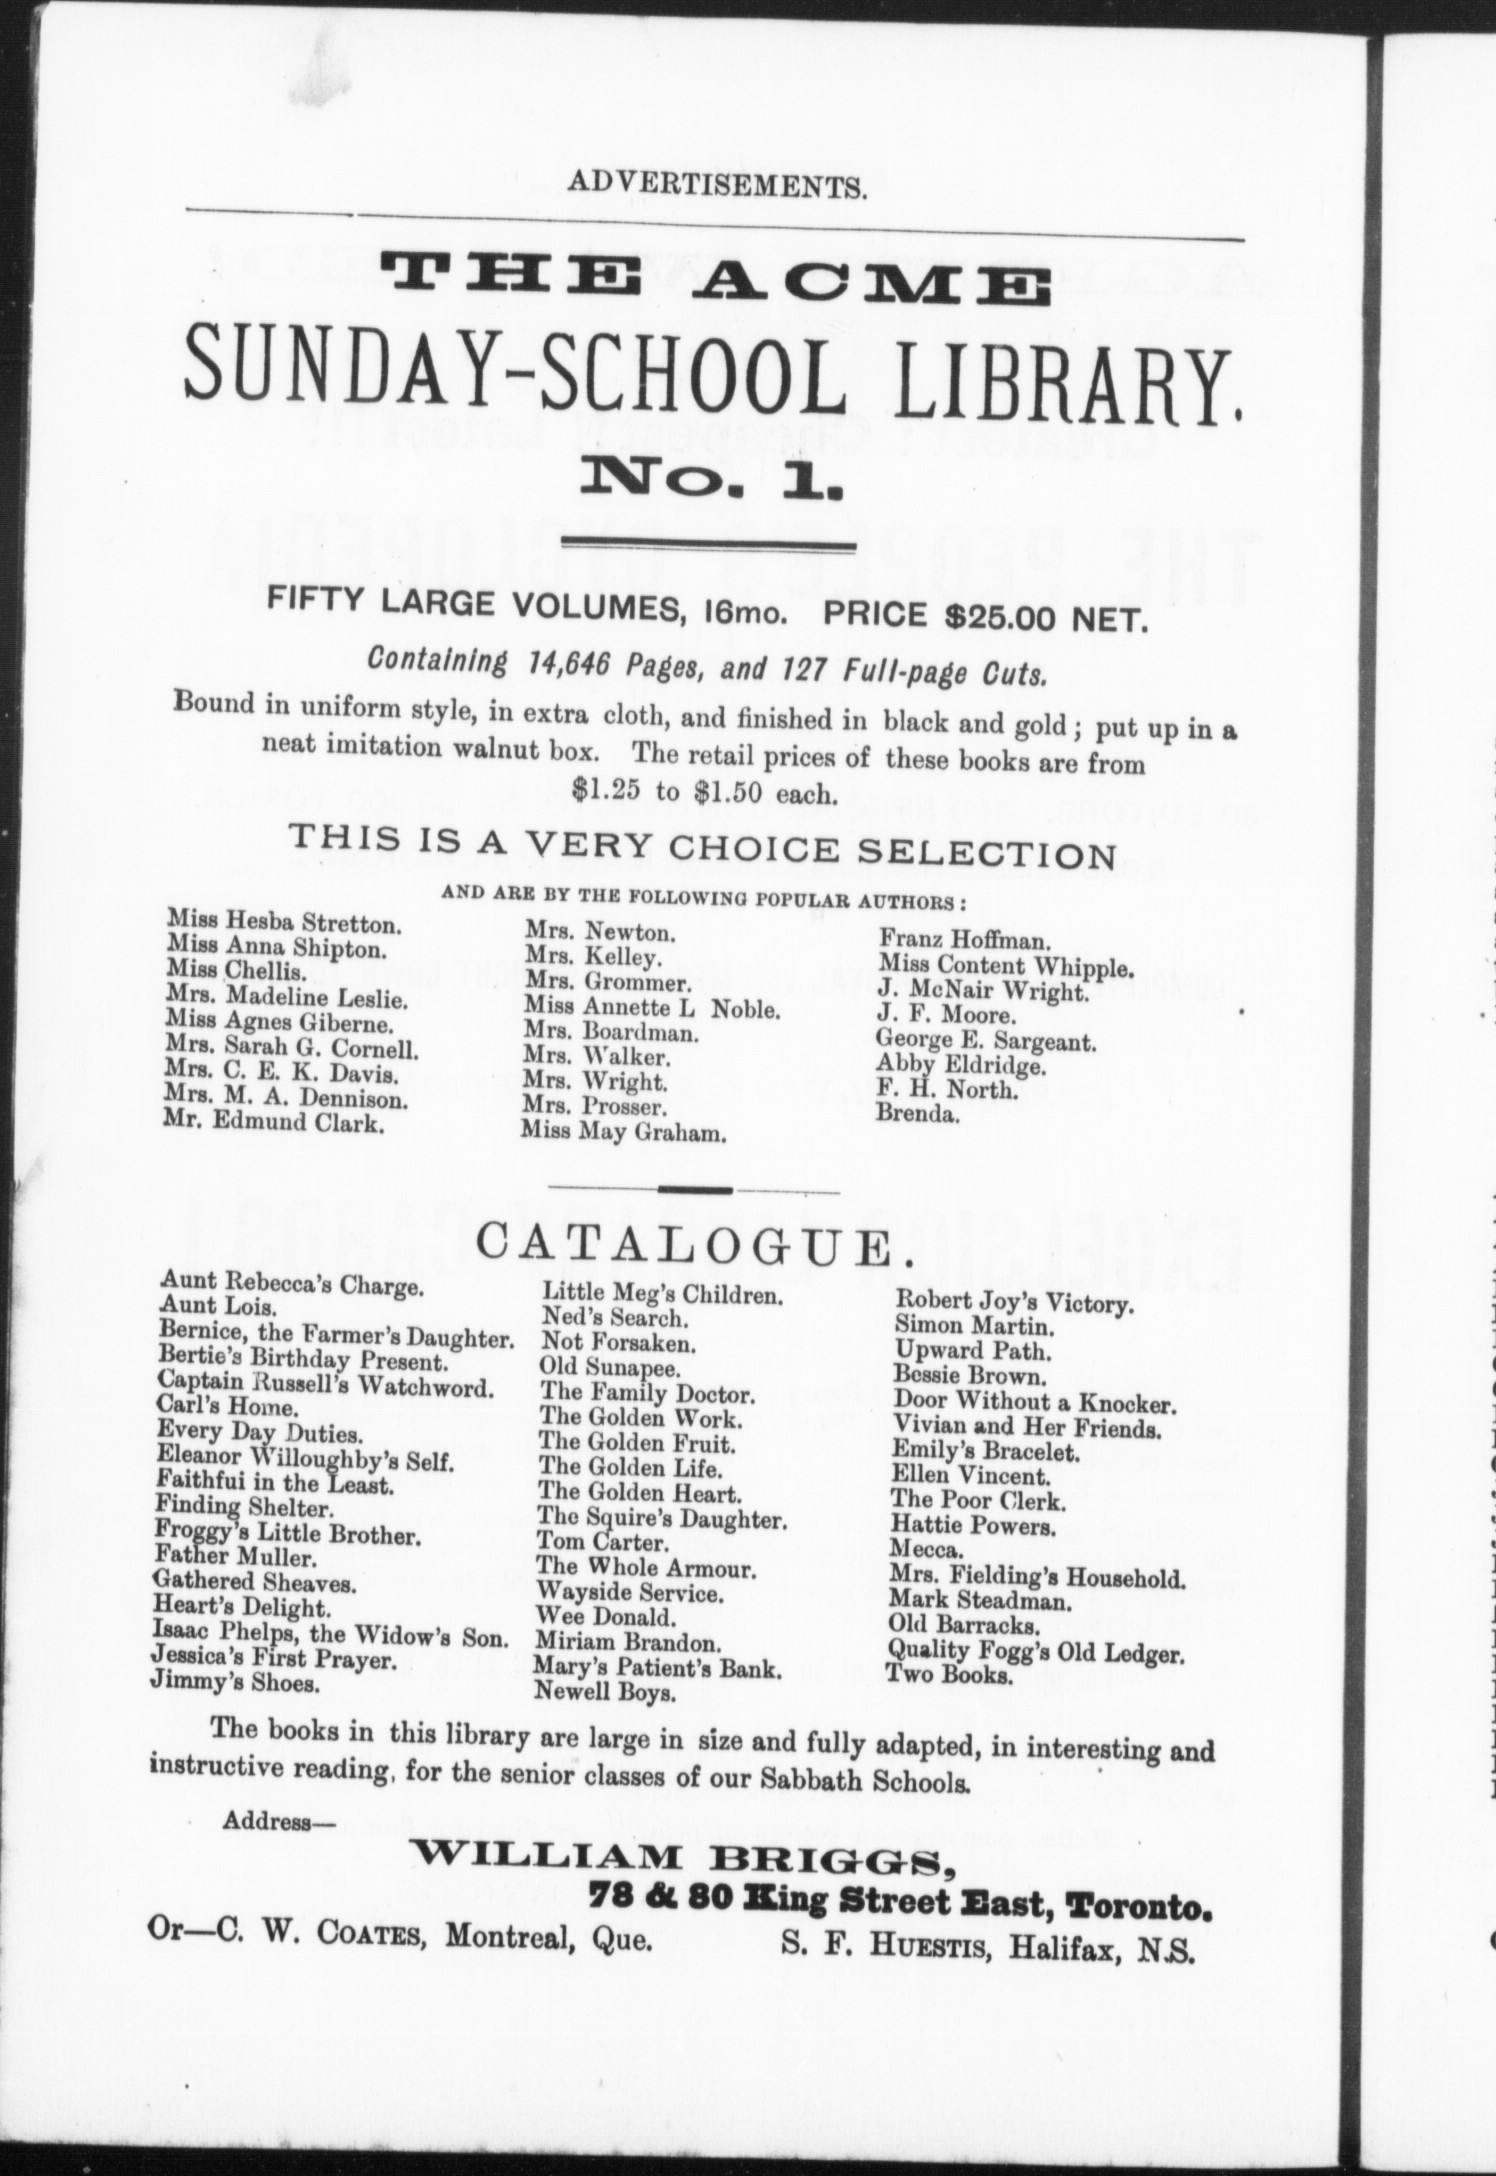 ADVERTISEMENTS.
THE ACME
SUNDAY-SCHOOL LIBRARY.
No. 1.
FIFTY LARGE VOLUMES, 16mo. PRICE $25.00 NET.
Containing 14,646 Pages, and 127 Full-page Cuts.
Bound in uniform style, in extra cloth, and finished in black and gold; put up in a
neat imitation walnut box. The retail prices of these books are from
$1.25 to $1.50 each.
THIS IS A VERY CHOICE SELECTION
AND ARE BY THE FOLLOWING POPULAR AUTHORS:
Miss Hesba Stretton.
Miss Anna Shipton.
Miss Chellis.
Mrs. Madeline Leslie.
Miss Agnes Giberne.
Mrs. Sarah G. Cornell.
Mrs. C. E. K. Davis.
Mrs. M. A. Dennison.
Mr. Edmund Clark.
Mrs. Newton.
Mrs. Kelley.
Mrs. Grommer.
Miss Annette L Noble.
Mrs. Boardman.
Mrs. Walker.
Mrs. Wright.
Mrs. Prosser.
Miss May Graham.
Franz Hoffman.
Miss Content Whipple.
J. McNair Wright.
J. F. Moore.
George E. Sargeant.
Abby Eldridge.
F. H. North.
Brenda.
CATALOGUE.
Aunt Rebecca's Charge.
Aunt Lois.
Bernice, the Farmer's Daughter.
Bertie's Birthday Present.
Captain Russell's Watchword.
Carl's Home.
Every Day Duties.
Eleanor Willoughby's Self.
Faithfui in the Least.
Finding Shelter.
Froggy's Little Brother.
Father Muller.
Gathered Sheaves.
Heart's Delight.
Isaac Phelps, the Widow's Son.
Jessica's First Prayer.
Jimmy's Shoes.
Little Meg's Children.
Ned's Search.
Not Forsaken.
Old Sunapee.
The Family Doctor.
The Golden Work.
The Golden Fruit.
The Golden Life.
The Golden Heart.
The Squire's Daughter.
Tom Carter.
The Whole Armour.
Wayside Service.
Wee Donald.
Miriam Brandon.
Mary's Patient's Bank.
Newell Boys.
Robert Joy's Victory.
Simon Martin.
Upward Path.
Bessie Brown.
Door Without a Knocker.
Vivian and Her Friends.
Emily's Bracelet.
Ellen Vincent.
The Poor Clerk.
Hattie Powers.
Mecca.
Mrs. Fielding's Household.
Mark Steadman.
Old Barracks.
Quality Fogg's Old Ledger.
Two Books.
The books in this library are large in size and fully adapted, in interesting and
instructive reading, for the senior classes of our Sabbath Schools.
Address—
WILLIAM BRIGGS,
78 & 80 King Street East, Toronto.
Or—C. W. COATES, Montreal, Que. S. F. HUESTIS, Halifax, N.S.